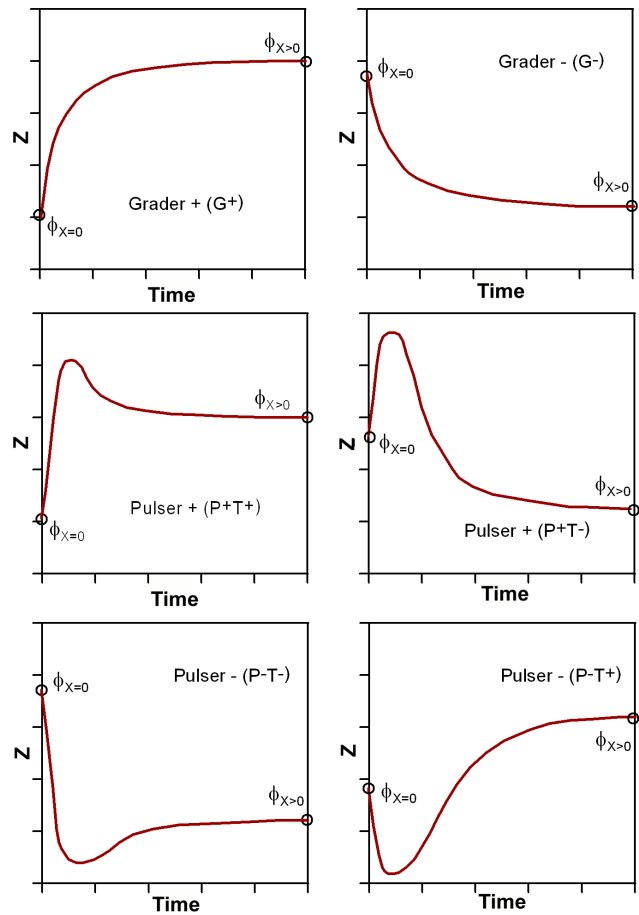 ϕX>0
Z
Grader + (G+)
ϕX=0
Time
ϕX=0
Grader - (G-)
Z
ϕX>0
Time
ϕX>0
Z
Pulser + (P+T+)
ϕX=0
Time
Z
ϕX=0
ϕX>0
Pulser + (P+T-)
Time
Pulser - (P-T-)
ϕX=0
Z
ϕX>0
Time
Pulser - (P-T+)
Z
ϕX>0
ϕX=0
Time